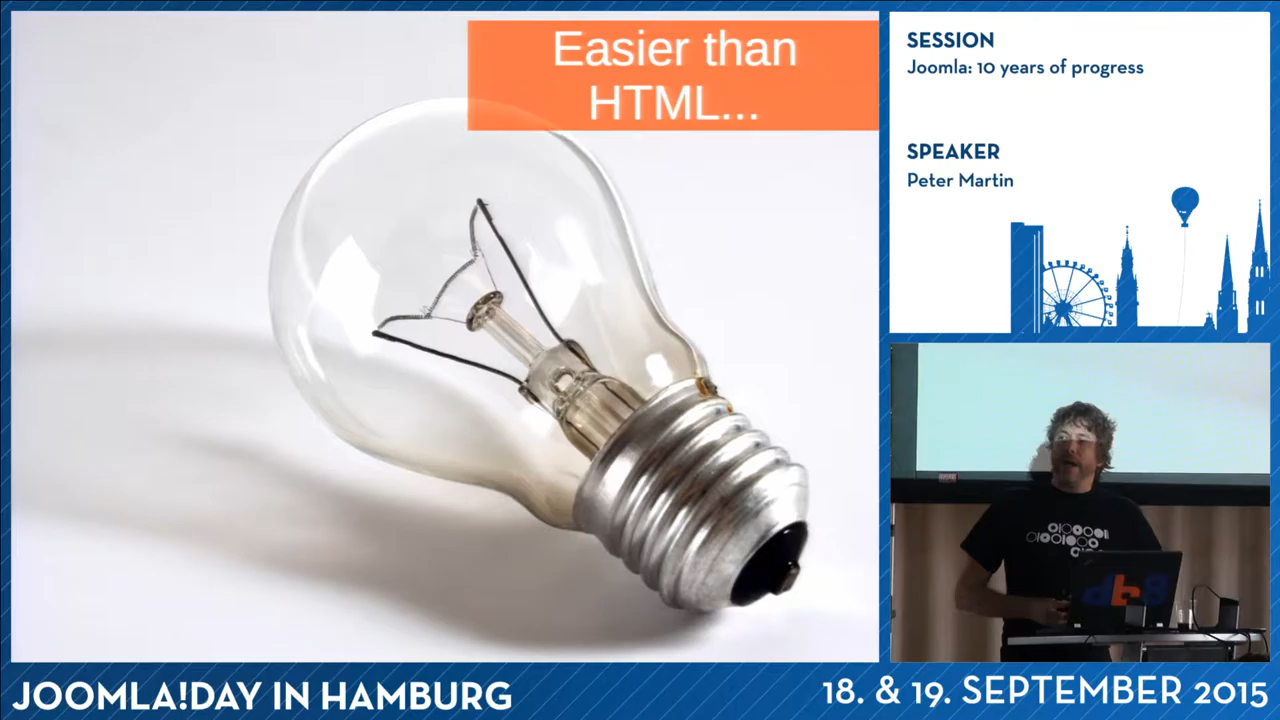 Easier than
HTML...
SESSION
Joomla: 10 years of progress
SPEAKER
Peter Martin
db8
JOOMLA!DAY IN HAMBURG
18. & 19. SEPTEMBER 2015